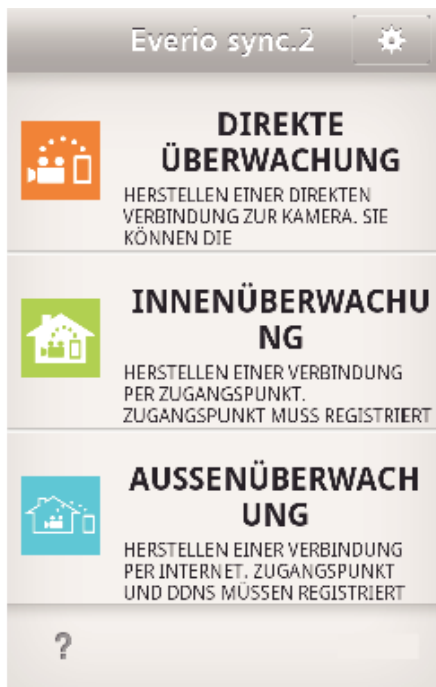 Everio sync.2
DIREKTE
ÜBERWACHUNG
HERSTELLEN EINER DIREKTEN
VERBINDUNG ZUR KAMERA. SIE
KÖNNEN DIE
INNENÜBERWACHU
NG
HERSTELLEN EINER VERBINDUNG
PER ZUGANGSPUNKT.
ZUGANGSPUNKT MUSS REGISTRIERT
AUSSENÜBERWACH
UNG
HERSTELLEN EINER VERBINDUNG
PER INTERNET. ZUGANGSPUNKT
UND DDNS MÜSSEN REGISTRIERT
?